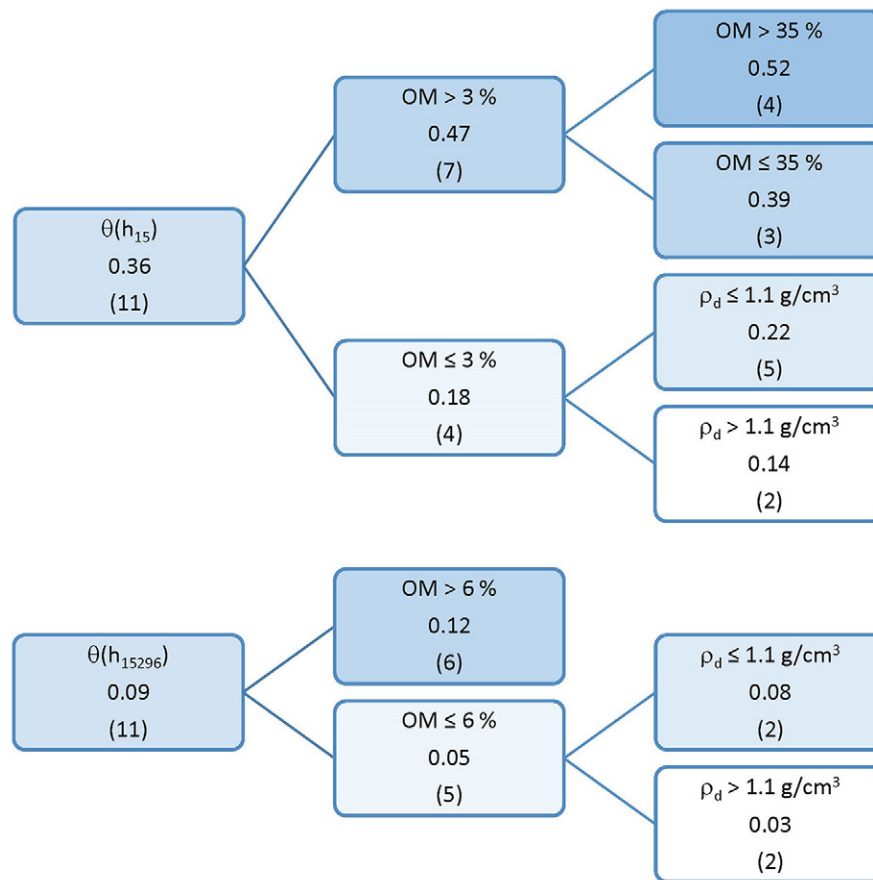 θ(h₁₅)
0.36
(11)
OM > 3 %
0.47
(7)
OM > 35 %
0.52
(4)
OM ≤ 35 %
0.39
(3)
OM ≤ 3 %
0.18
(4)
ρd ≤ 1.1 g/cm³
0.22
(5)
ρd > 1.1 g/cm³
0.14
(2)
θ(h₁₅₂₉₆)
0.09
(11)
OM > 6 %
0.12
(6)
OM ≤ 6 %
0.05
(5)
ρd ≤ 1.1 g/cm³
0.08
(2)
ρd > 1.1 g/cm³
0.03
(2)